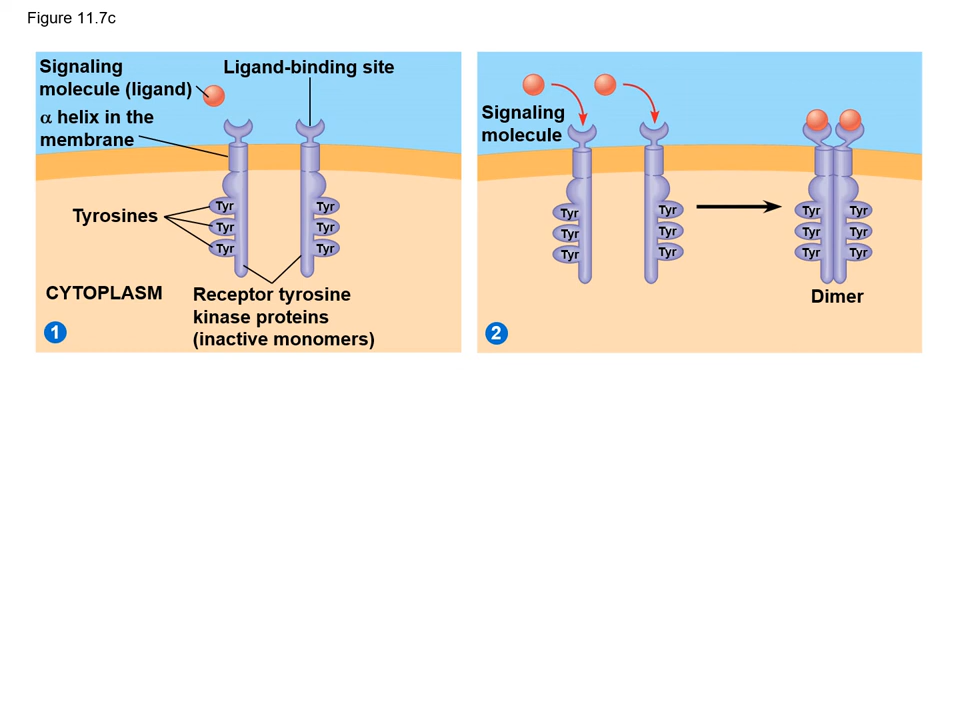 Figure 11.7c
Signaling
molecule (ligand)
Ligand-binding site
α helix in the
membrane
Tyrosines
Tyr
Tyr
Tyr
Tyr
Tyr
Tyr
CYTOPLASM
Receptor tyrosine
kinase proteins
(inactive monomers)
1
Signaling
molecule
Tyr
Tyr
Tyr
Tyr
Tyr
Tyr
Tyr
Tyr
Tyr
Tyr
Tyr
Tyr
Dimer
2